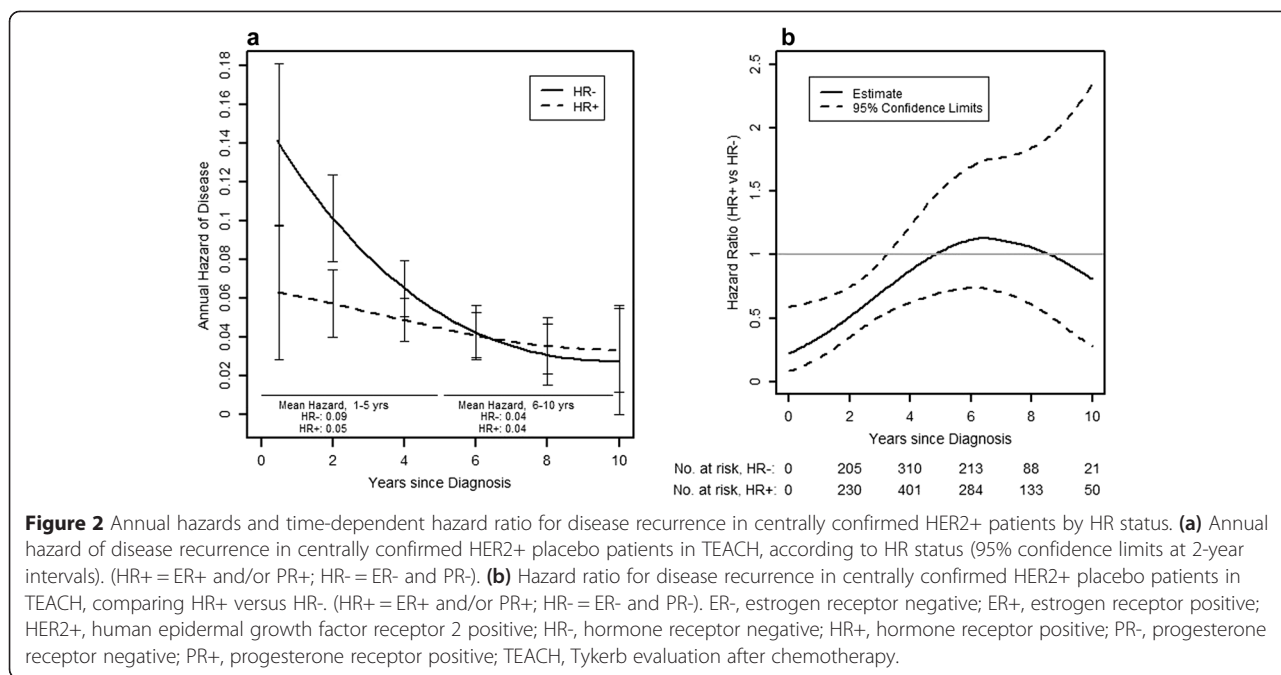 a
0.18
0.16
0.14
0.12
0.1
0.08
0.06
0.04
0.02
0
Annual Hazard of Disease
HR-
HR+
Mean Hazard, 1-5 yrs
HR-: 0.09
HR+: 0.05
Mean Hazard, 6-10 yrs
HR-: 0.04
HR+: 0.04
0 2 4 6 8 10
Years since Diagnosis
b
2.5
2
1.5
1
0.5
0
Hazard Ratio (HR+ vs HR-)
Estimate
95% Confidence Limits
0 2 4 6 8 10
Years since Diagnosis
No. at risk, HR-: 0 205 310 213 88 21
No. at risk, HR+: 0 230 401 284 133 50
Figure 2 Annual hazards and time-dependent hazard ratio for disease recurrence in centrally confirmed HER2+ patients by HR status. (a) Annual
hazard of disease recurrence in centrally confirmed HER2+ placebo patients in TEACH, according to HR status (95% confidence limits at 2-year
intervals). (HR+ = ER+ and/or PR+; HR- = ER- and PR-). (b) Hazard ratio for disease recurrence in centrally confirmed HER2+ placebo patients in
TEACH, comparing HR+ versus HR-. (HR+ = ER+ and/or PR+; HR- = ER- and PR-). ER-, estrogen receptor negative; ER+, estrogen receptor positive;
HER2+, human epidermal growth factor receptor 2 positive; HR-, hormone receptor negative; HR+, hormone receptor positive; PR-, progesterone
receptor negative; PR+, progesterone receptor positive; TEACH, Tykerb evaluation after chemotherapy.